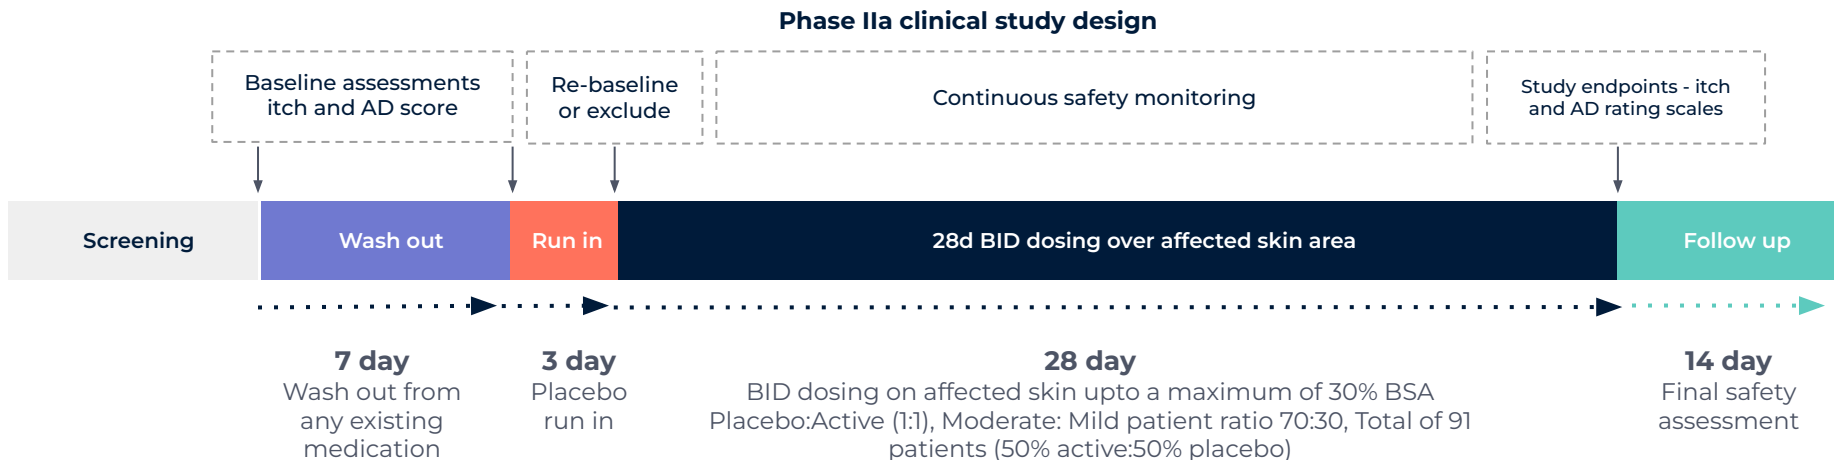 Phase IIa clinical study design
Baseline assessments
itch and AD score
Re-baseline
or exclude
Continuous safety monitoring
Study endpoints - itch
and AD rating scales
Screening
Wash out
Run in
28d BID dosing over affected skin area
Follow up
7 day
Wash out from
any existing
medication
3 day
Placebo
run in
28 day
BID dosing on affected skin upto a maximum of 30% BSA
Placebo:Active (1:1), Moderate: Mild patient ratio 70:30, Total of 91
patients (50% active:50% placebo)
14 day
Final safety
assessment